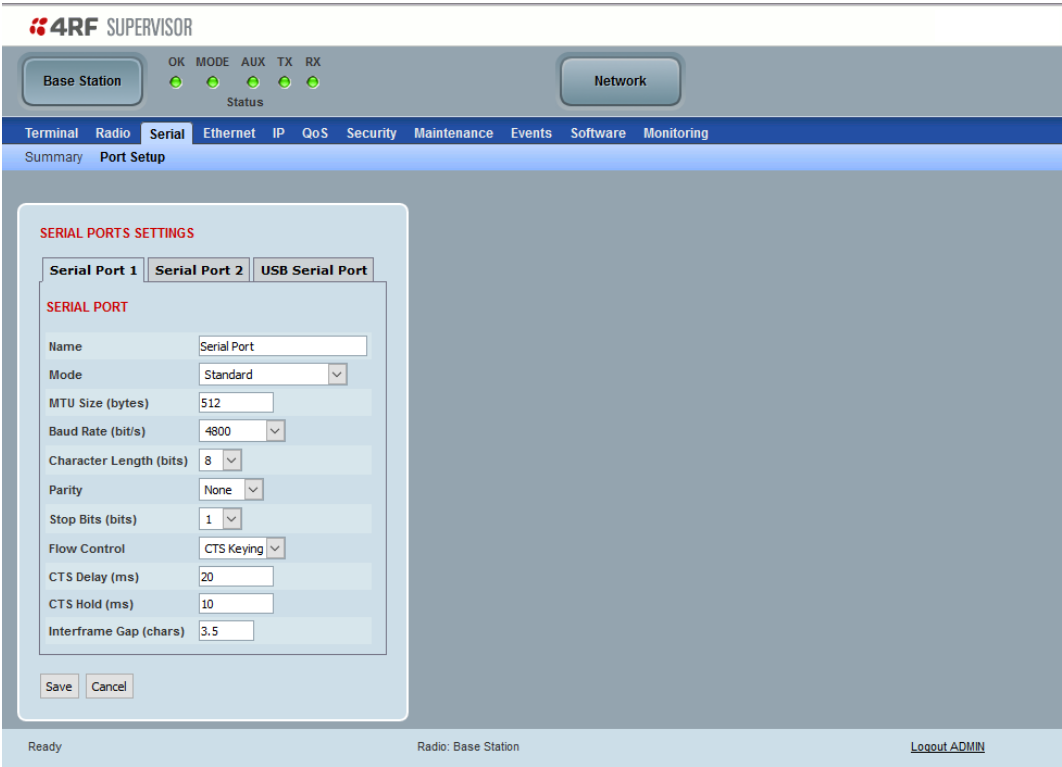 4RF SUPERVISOR
OK MODE AUX TX RX
Base Station
Status
Network
Terminal Radio Serial Ethernet IP QoS Security Maintenance Events Software Monitoring
Summary Port Setup
SERIAL PORTS SETTINGS
Serial Port 1 Serial Port 2 USB Serial Port
SERIAL PORT
Name Serial Port
Mode Standard
MTU Size (bytes) 512
Baud Rate (bit/s) 4800
Character Length (bits) 8
Parity None
Stop Bits (bits) 1
Flow Control CTS Keying
CTS Delay (ms) 20
CTS Hold (ms) 10
Interframe Gap (chars) 3.5
Save Cancel
Ready Radio: Base Station Logout ADMIN